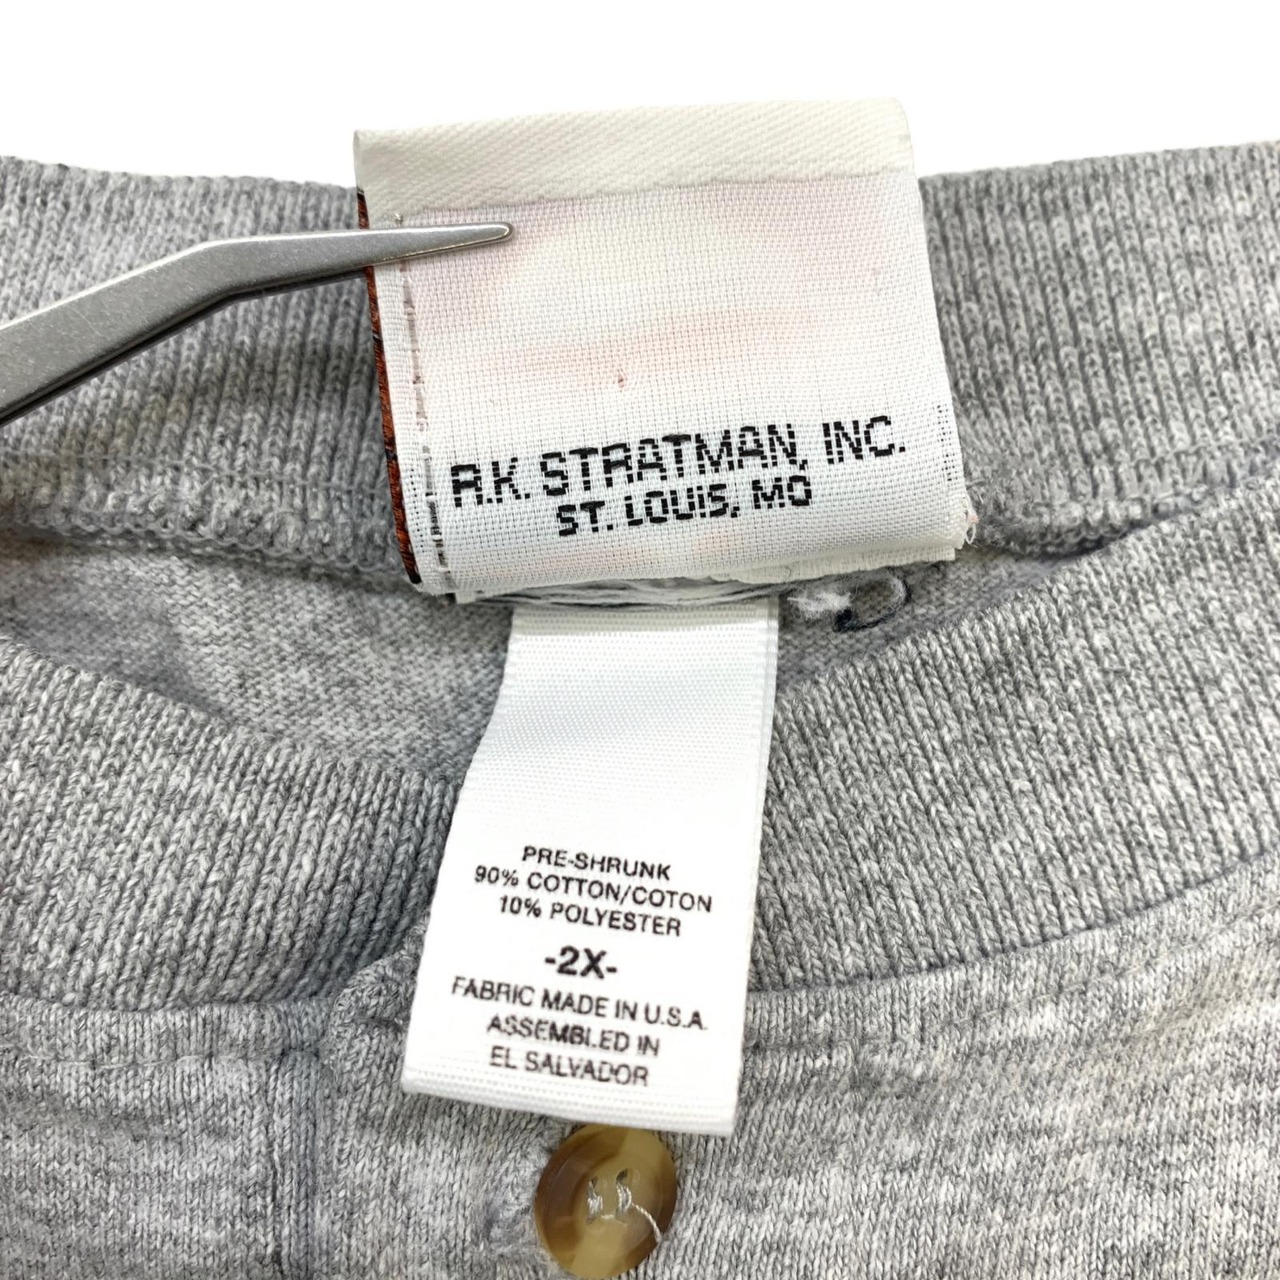 R.K. STRATMAN, INC.
ST. LOUIS, MO
PRE-SHRUNK
90% COTTON/COTON
10% POLYESTER
-2X-
FABRIC MADE IN U.S.A.
ASSEMBLED IN
EL SALVADOR